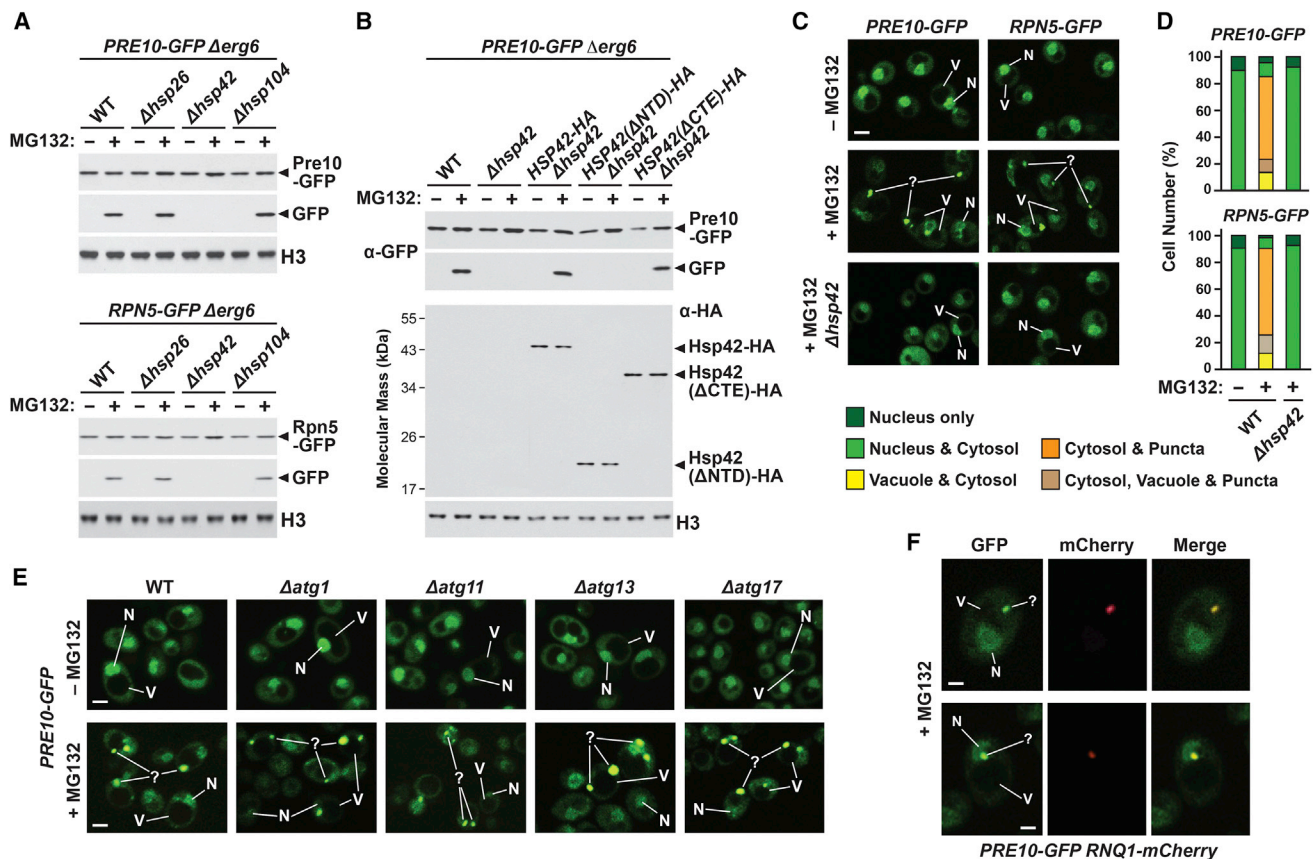 A
PRE10-GFP Δerg6
WT Δhsp26 Δhsp42 Δhsp104
MG132: – + – + – + – +
Pre10
-GFP
GFP
H3
RPN5-GFP Δerg6
WT Δhsp26 Δhsp42 Δhsp104
MG132: – + – + – + – +
Rpn5
-GFP
GFP
H3
B
PRE10-GFP Δerg6
WT
Δhsp42
HSP42-HA
Δhsp42
HSP42(ΔNTD)-HA
Δhsp42
HSP42(ΔCTE)-HA
Δhsp42
MG132: – + – + – + – + – +
α-GFP
Pre10
-GFP
GFP
α-HA
Molecular Mass (kDa)
55
43
34
26
17
Hsp42-HA
Hsp42
(ΔCTE)-HA
Hsp42
(ΔNTD)-HA
H3
C
PRE10-GFP RPN5-GFP
– MG132
V
N
N
V
+ MG132
?
V
N
?
V
N
+ MG132
Δhsp42
V
N
N
V
D
PRE10-GFP
100
80
60
40
20
0
RPN5-GFP
100
80
60
40
20
0
Cell Number (%)
MG132: – + +
WT Δhsp42
Nucleus only
Nucleus & Cytosol
Vacuole & Cytosol
Cytosol & Puncta
Cytosol, Vacuole & Puncta
E
WT Δatg1 Δatg11 Δatg13 Δatg17
PRE10-GFP
– MG132
N
V
V
N
V
N
V
N
N
V
+ MG132
?
N
V
?
N
V
?
N
V
?
V
N
?
V
N
F
GFP mCherry Merge
+ MG132
V
?
N
N
?
V
PRE10-GFP RNQ1-mCherry